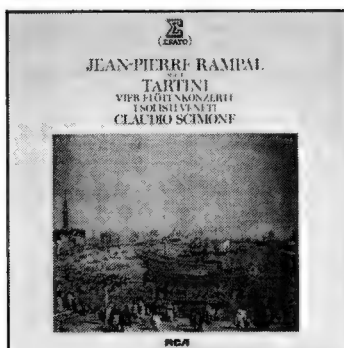 ERATO
JEAN-PIERRE RAMPAL
TARTINI
VIER FLÖTENKONZERTE
I SOLISTI VENETI
CLAUDIO SCIMONE
RCA